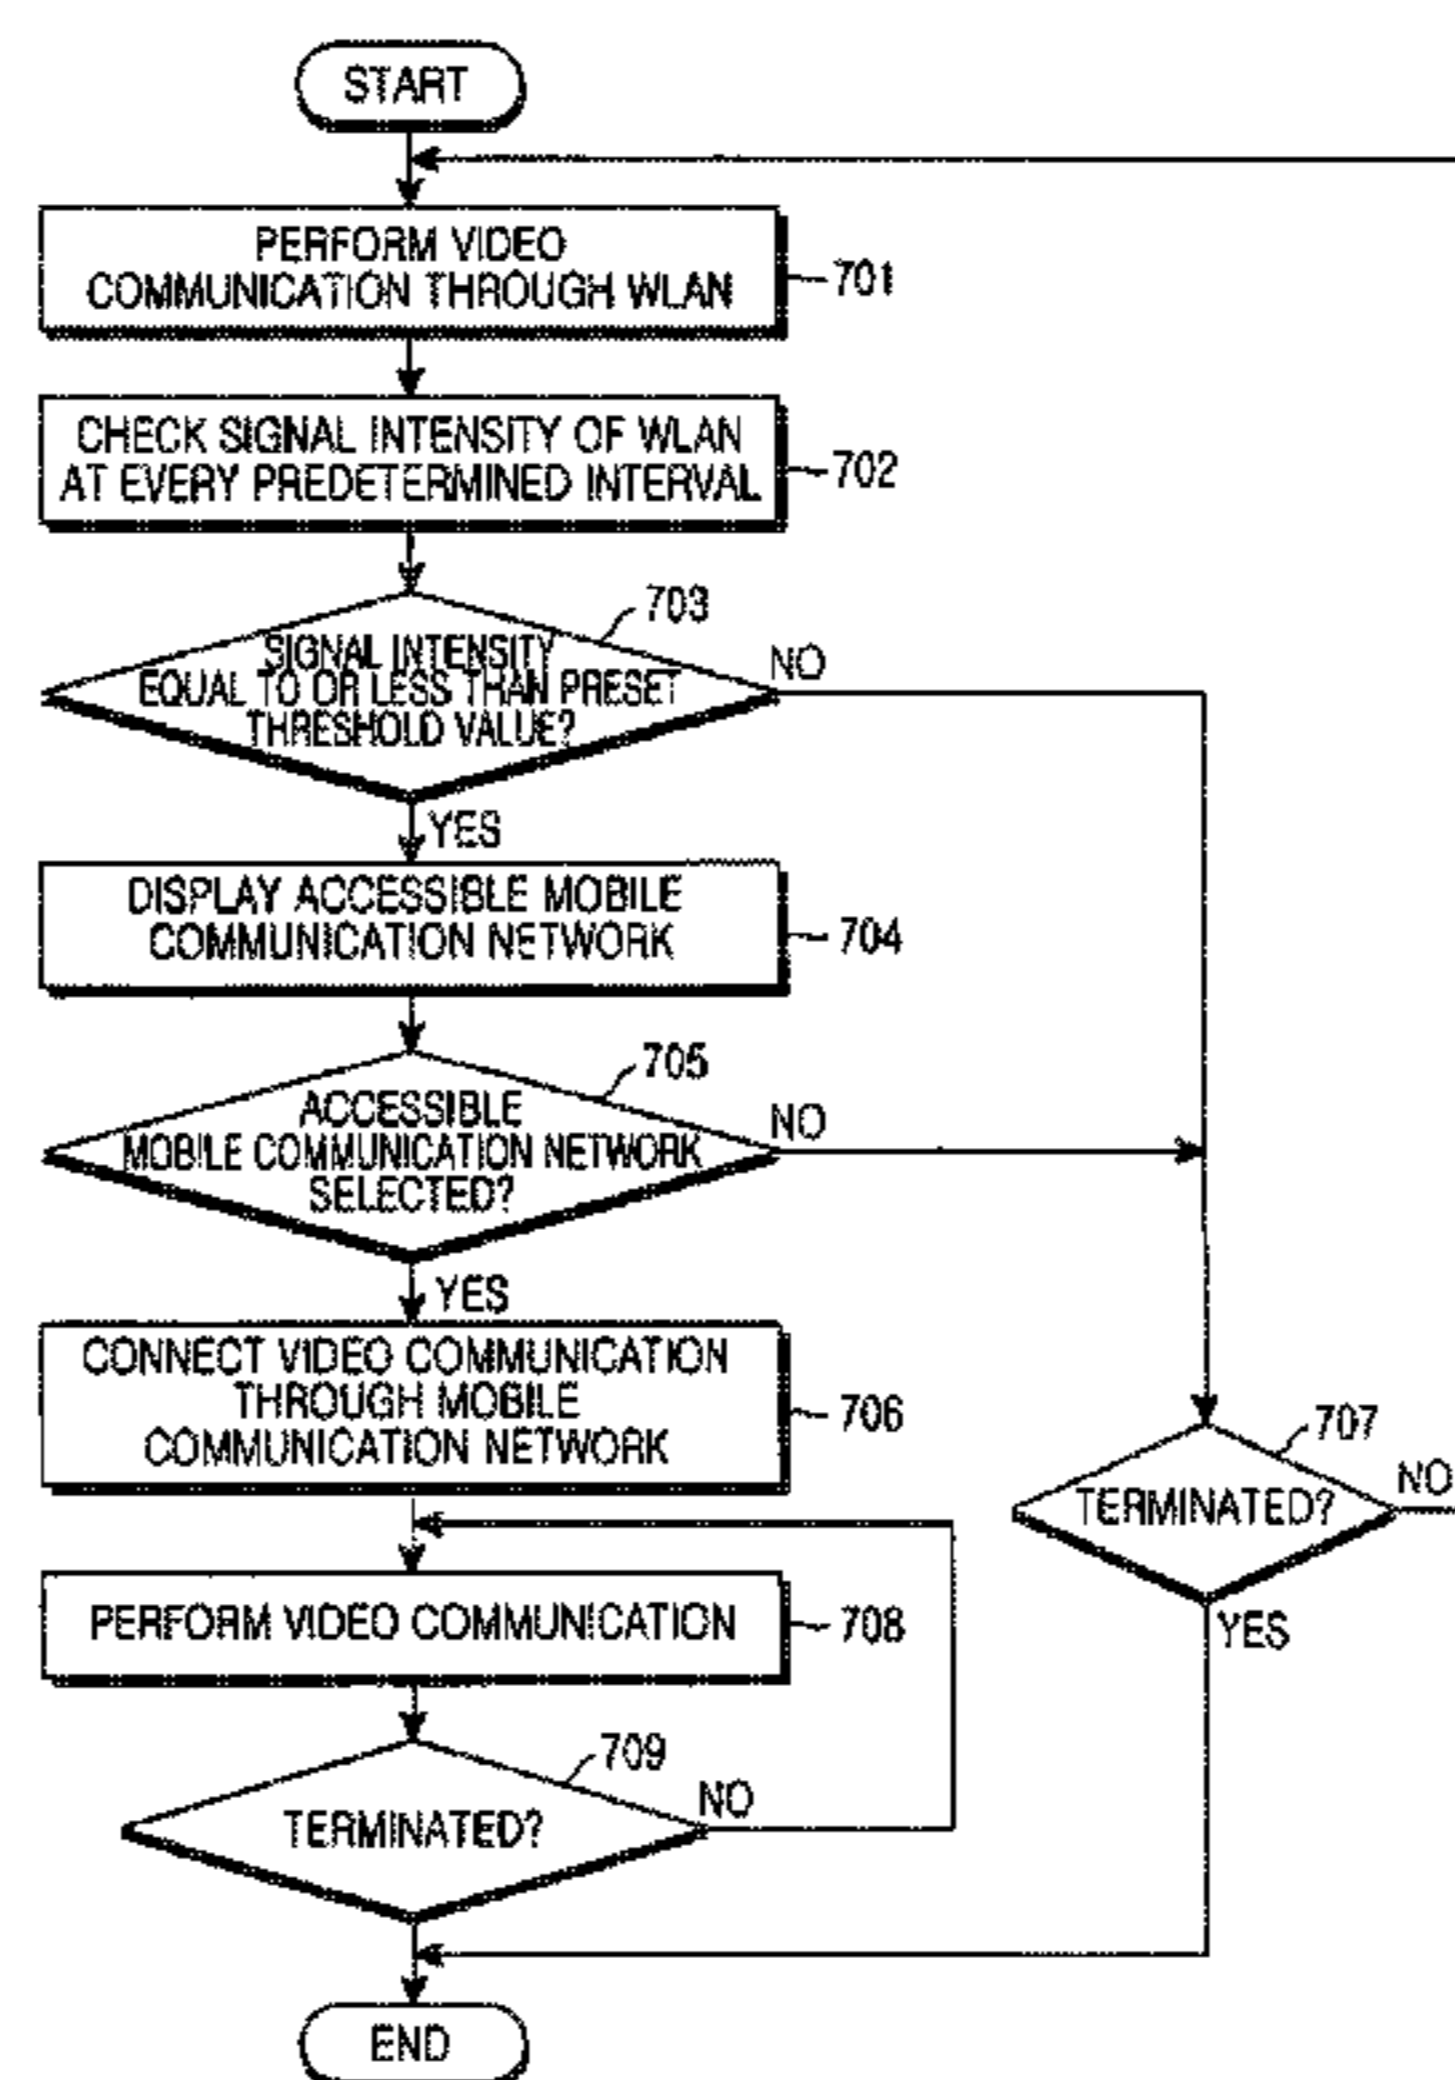 START
PERFORM VIDEO
COMMUNICATION THROUGH WLAN
701
CHECK SIGNAL INTENSITY OF WLAN
AT EVERY PREDETERMINED INTERVAL
702
703
SIGNAL INTENSITY
EQUAL TO OR LESS THAN PRESET
THRESHOLD VALUE?
NO
YES
DISPLAY ACCESSIBLE MOBILE
COMMUNICATION NETWORK
704
705
ACCESSIBLE
MOBILE COMMUNICATION NETWORK
SELECTED?
NO
YES
CONNECT VIDEO COMMUNICATION
THROUGH MOBILE
COMMUNICATION NETWORK
706
707
TERMINATED?
NO
YES
PERFORM VIDEO COMMUNICATION
708
709
TERMINATED?
NO
END